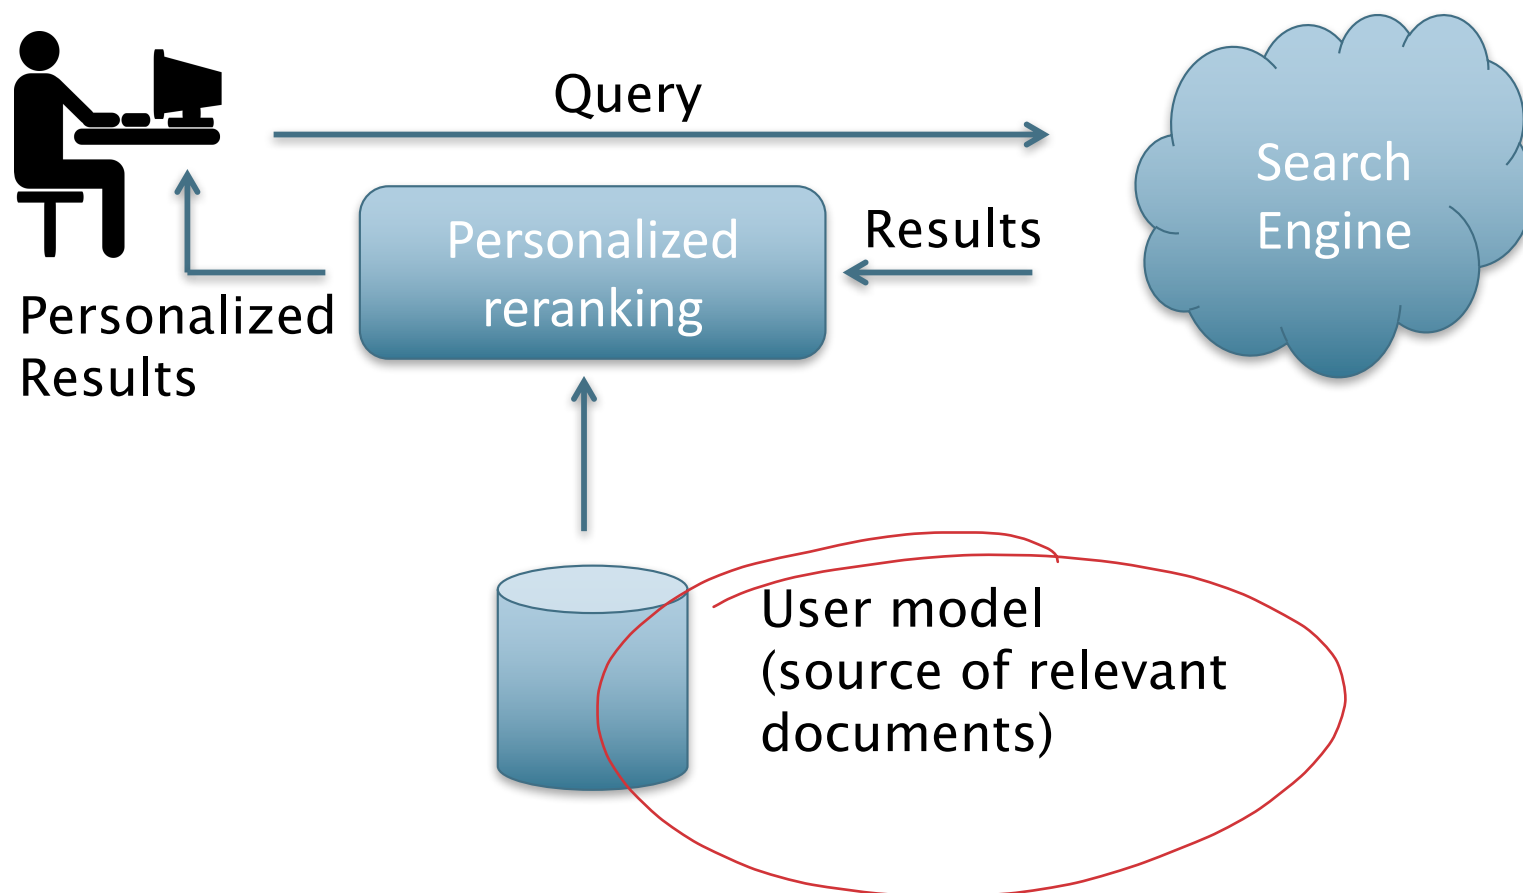 Query
Search
Engine
Personalized
reranking
Results
Personalized
Results
User model
(source of relevant
documents)